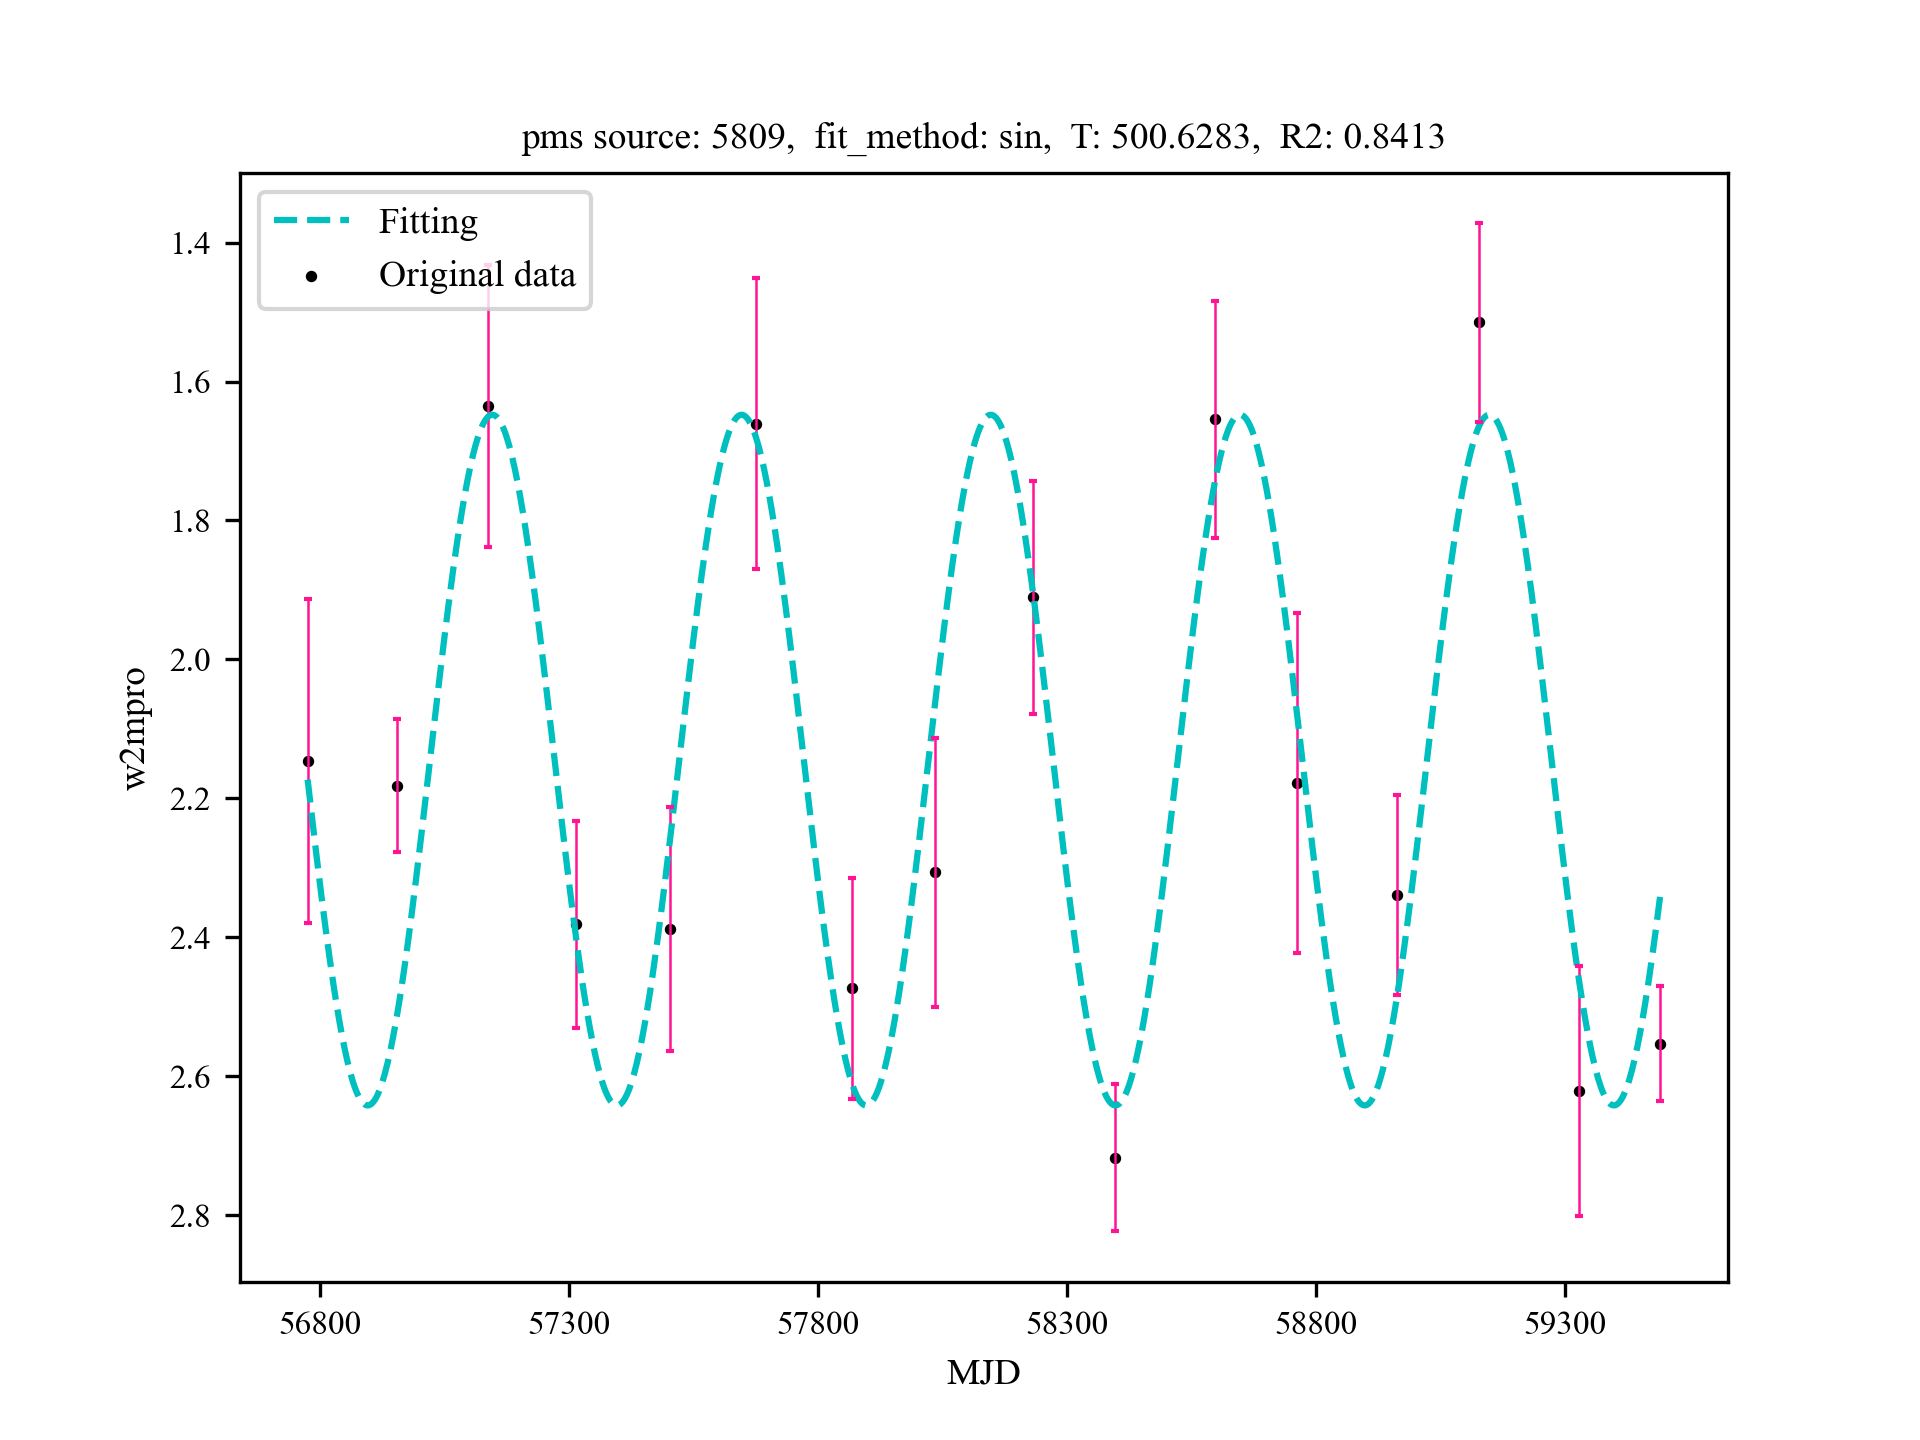 pms source: 5809,  fit_method: sin,  T: 500.6283,  R2: 0.8413
Fitting
Original data
1.4
1.6
1.8
2.0
2.2
2.4
2.6
2.8
w2mpro
56800 57300 57800 58300 58800 59300
MJD